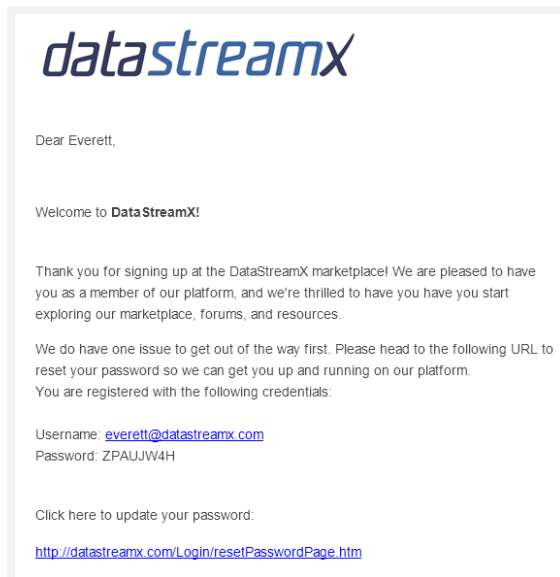 datastreamx
Dear Everett,
Welcome to DataStreamX!
Thank you for signing up at the DataStreamX marketplace! We are pleased to have
you as a member of our platform, and we're thrilled to have you have you start
exploring our marketplace, forums, and resources.
We do have one issue to get out of the way first. Please head to the following URL to
reset your password so we can get you up and running on our platform.
You are registered with the following credentials:
Username: everett@datastreamx.com
Password: ZPAUJW4H
Click here to update your password:
http://datastreamx.com/Login/resetPasswordPage.htm